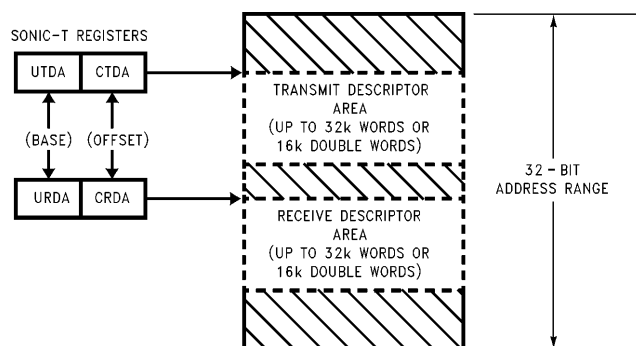 SONIC-T REGISTERS
UTDA CTDA
(BASE) (OFFSET)
URDA CRDA
TRANSMIT DESCRIPTOR
AREA
(UP TO 32k WORDS OR
16k DOUBLE WORDS)
RECEIVE DESCRIPTOR
AREA
(UP TO 32k WORDS OR
16k DOUBLE WORDS)
32-BIT
ADDRESS RANGE